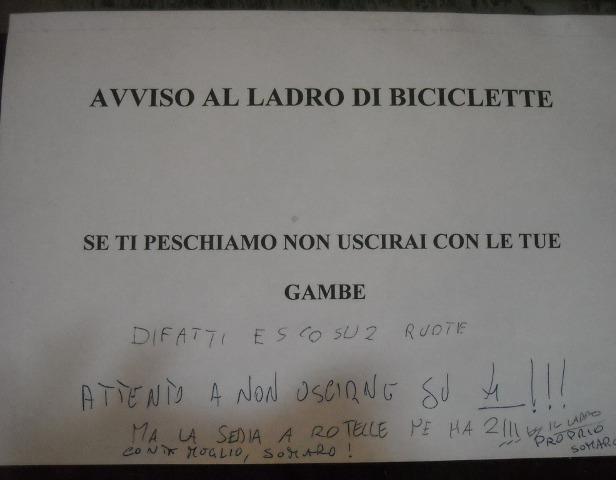 AVVISO AL LADRO DI BICICLETTE
SE TI PESCHIAMO NON USCIRAI CON LE TUE
GAMBE
DIFATTI ESCO SU 2 RUOTE
ATTENTO A NON USCIRNE SU 4!!!
MA LA SEDIA A ROTELLE NE HA 2!!!
CONTA MEGLIO, SOMARO!
IL LADRO
PROPRIO
SOMARO